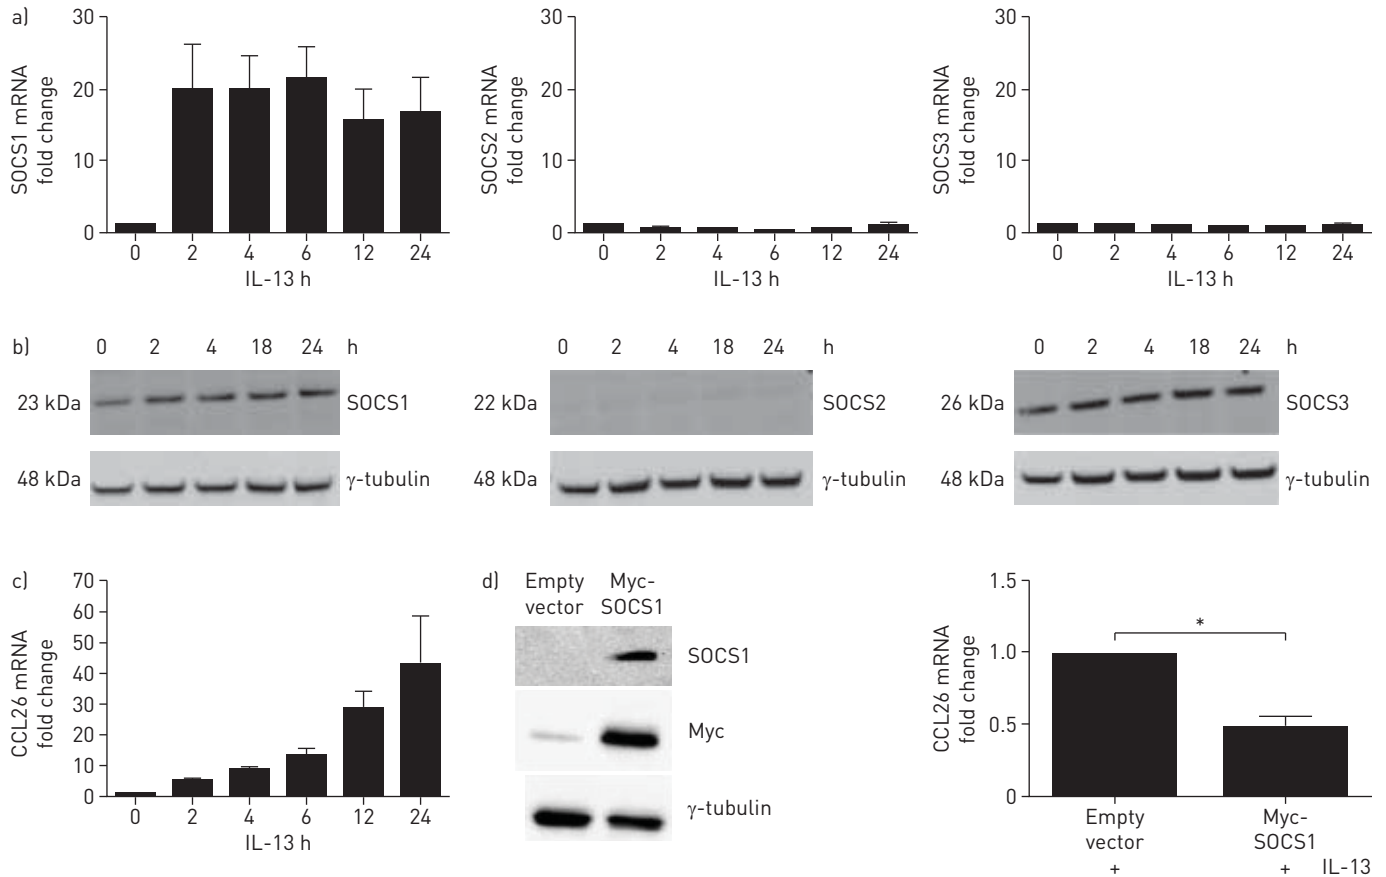 a)
SOCS1 mRNA
fold change
30
20
10
0
0 2 4 6 12 24
IL-13 h
SOCS2 mRNA
fold change
30
20
10
0
0 2 4 6 12 24
IL-13 h
SOCS3 mRNA
fold change
30
20
10
0
0 2 4 6 12 24
IL-13 h
b)
0 2 4 18 24 h
23 kDa SOCS1
48 kDa γ-tubulin
0 2 4 18 24 h
22 kDa SOCS2
48 kDa γ-tubulin
0 2 4 18 24 h
26 kDa SOCS3
48 kDa γ-tubulin
c)
CCL26 mRNA
fold change
70
60
50
40
30
20
10
0
0 2 4 6 12 24
IL-13 h
d)
Empty Myc-
vector SOCS1
SOCS1
Myc
γ-tubulin
CCL26 mRNA
fold change
1.5
1.0
0.5
0
*
Empty Myc-
vector SOCS1
+ + IL-13